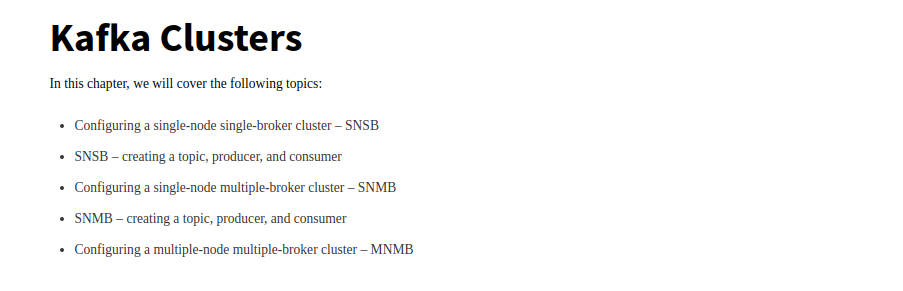 Kafka Clusters
In this chapter, we will cover the following topics:
• Configuring a single-node single-broker cluster – SNSB
• SNSB – creating a topic, producer, and consumer
• Configuring a single-node multiple-broker cluster – SNMB
• SNMB – creating a topic, producer, and consumer
• Configuring a multiple-node multiple-broker cluster – MNMB